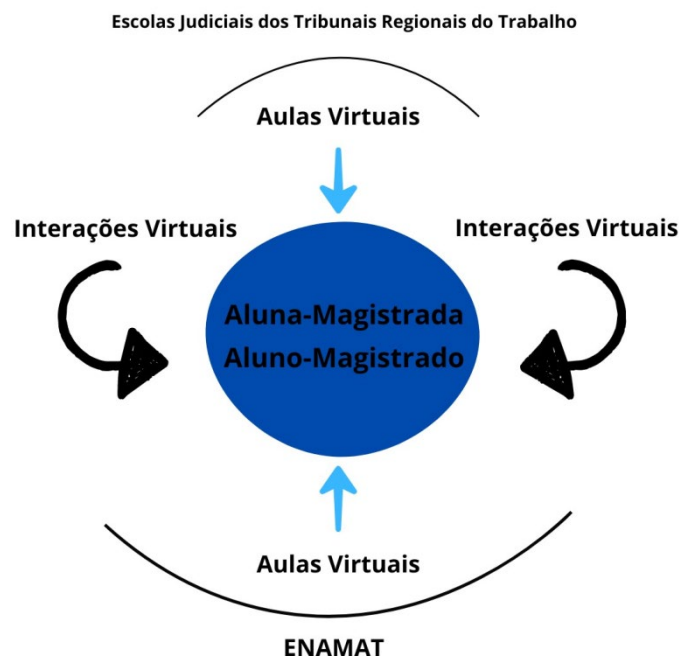 Escolas Judiciais dos Tribunais Regionais do Trabalho
Aulas Virtuais
Interações Virtuais
Interações Virtuais
Aluna-Magistrada
Aluno-Magistrado
Aulas Virtuais
ENAMAT